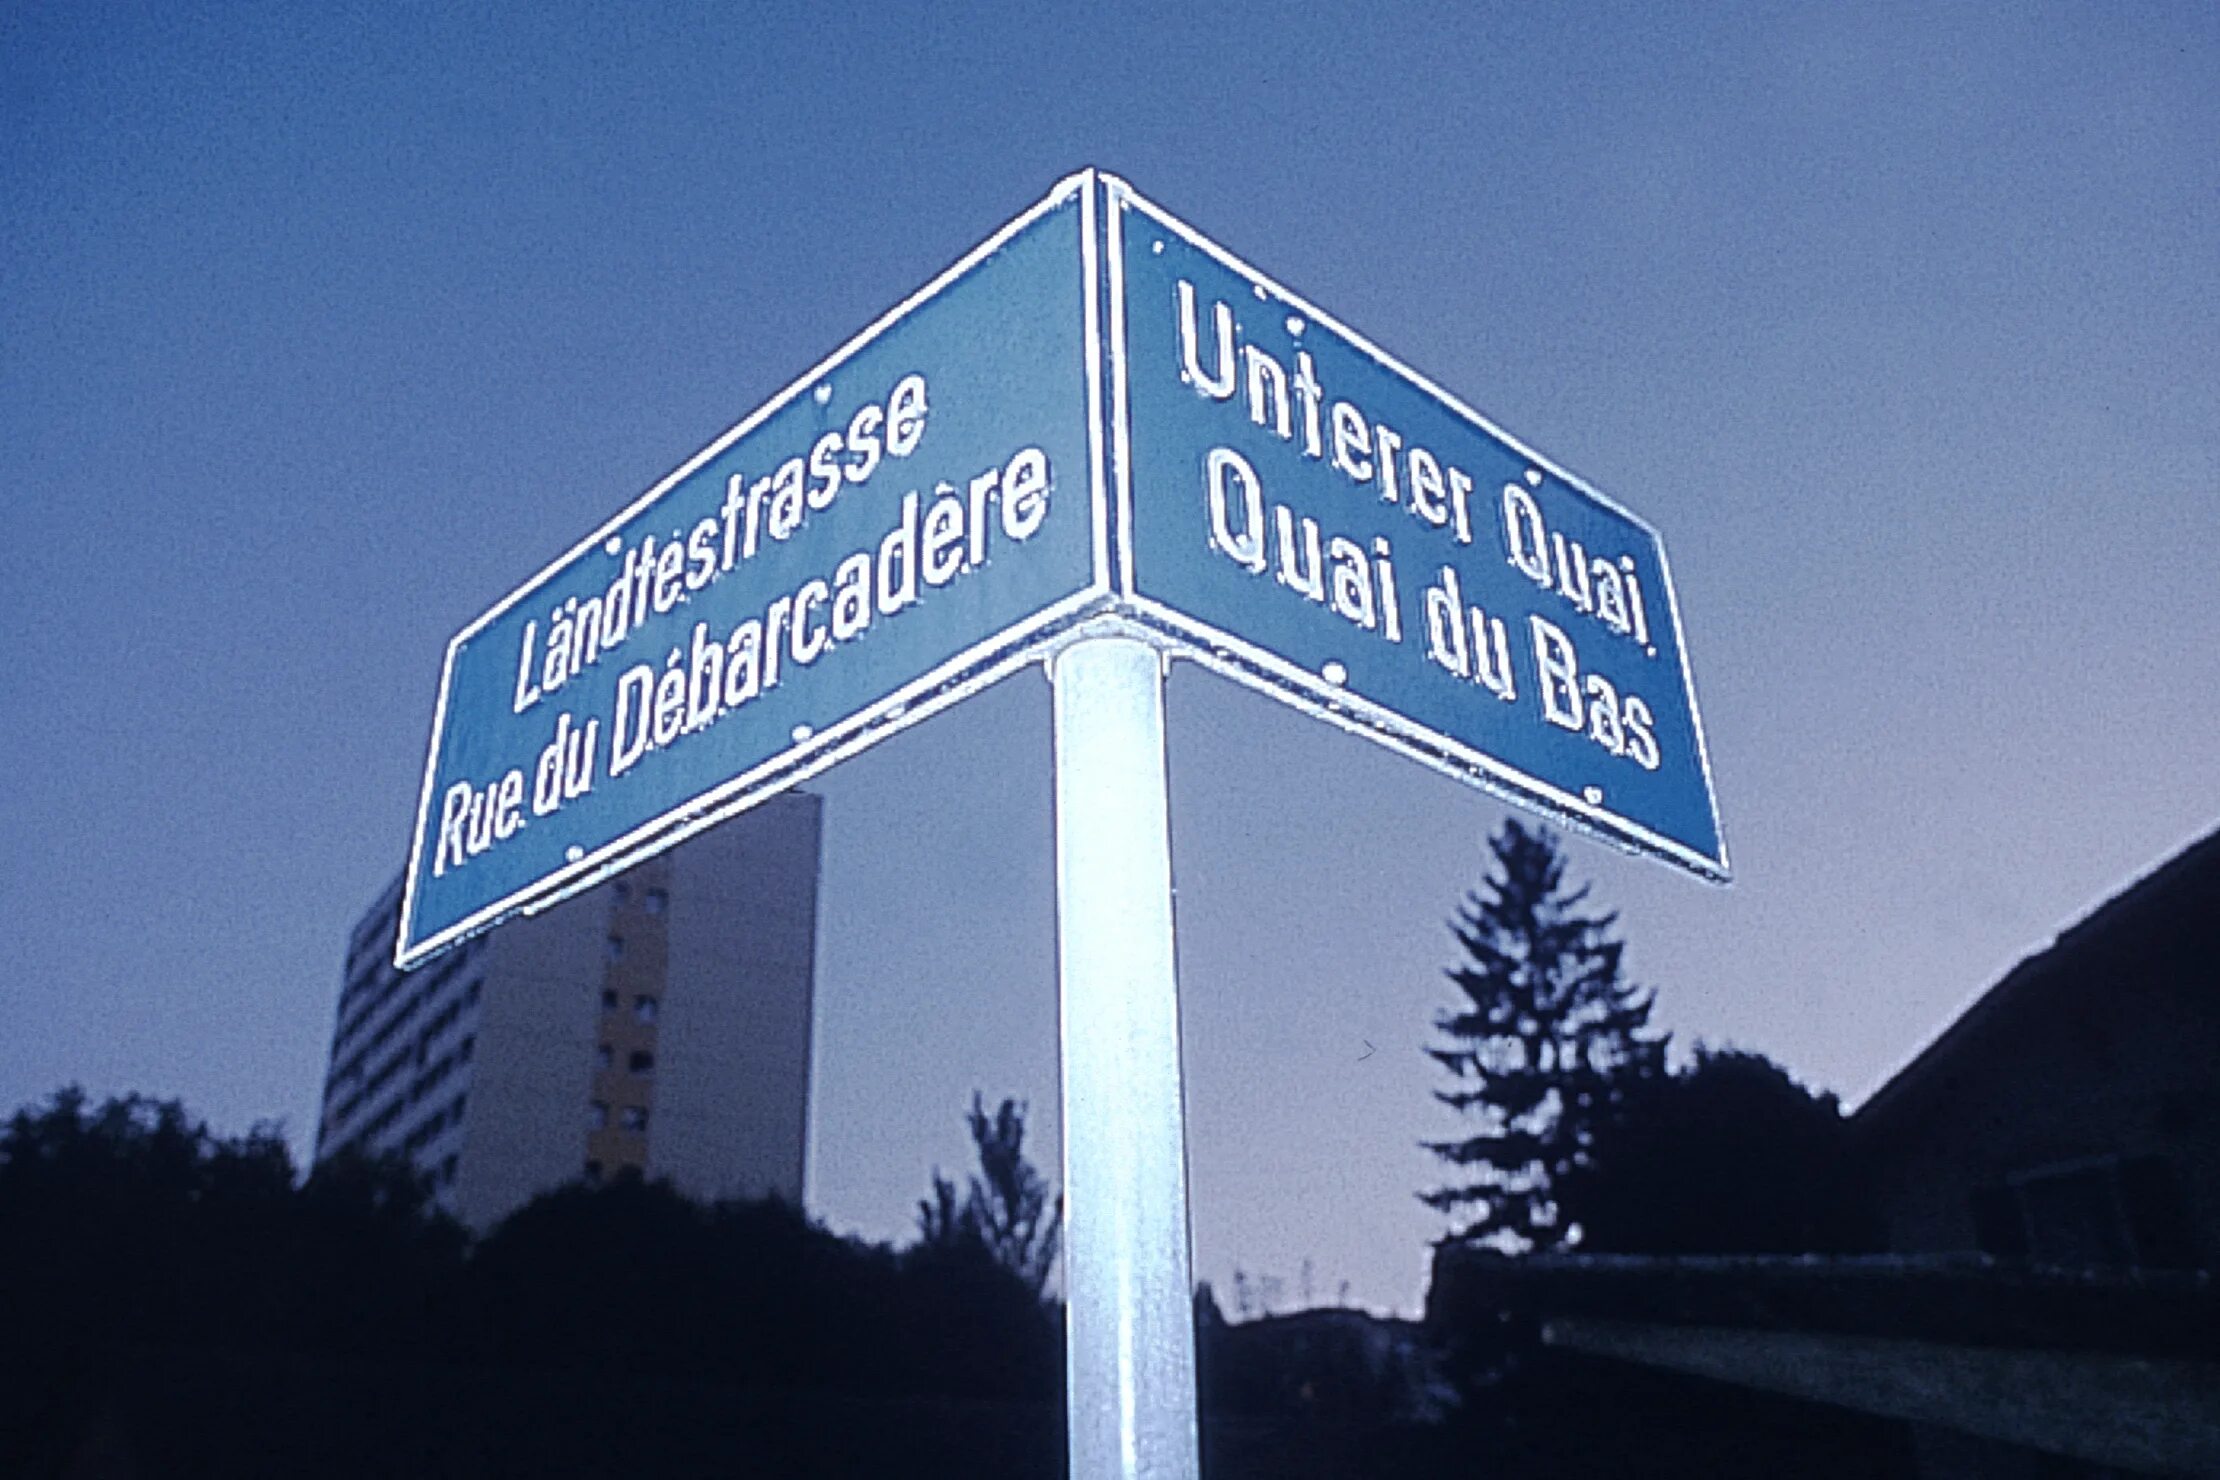 Ländtestrasse
Rue du Débarcadère
Unterer Quai
Quai du Bas